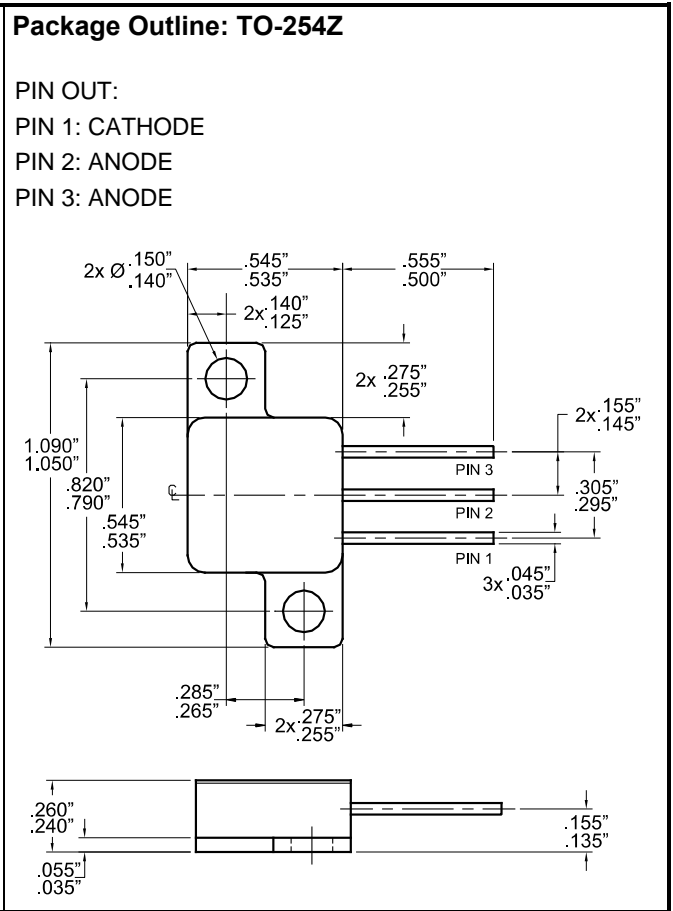 Package Outline: TO-254Z
PIN OUT:
PIN 1: CATHODE
PIN 2: ANODE
PIN 3: ANODE
2x Ø .150"
.140"
.545"
.535"
.555"
.500"
2x .140"
.125"
2x .275"
.255"
2x .155"
.145"
1.090"
1.050"
.820"
.790"
.545"
.535"
℄
PIN 3
PIN 2
PIN 1
.305"
.295"
3x .045"
.035"
.285"
.265"
2x .275"
.255"
.260"
.240"
.055"
.035"
.155"
.135"